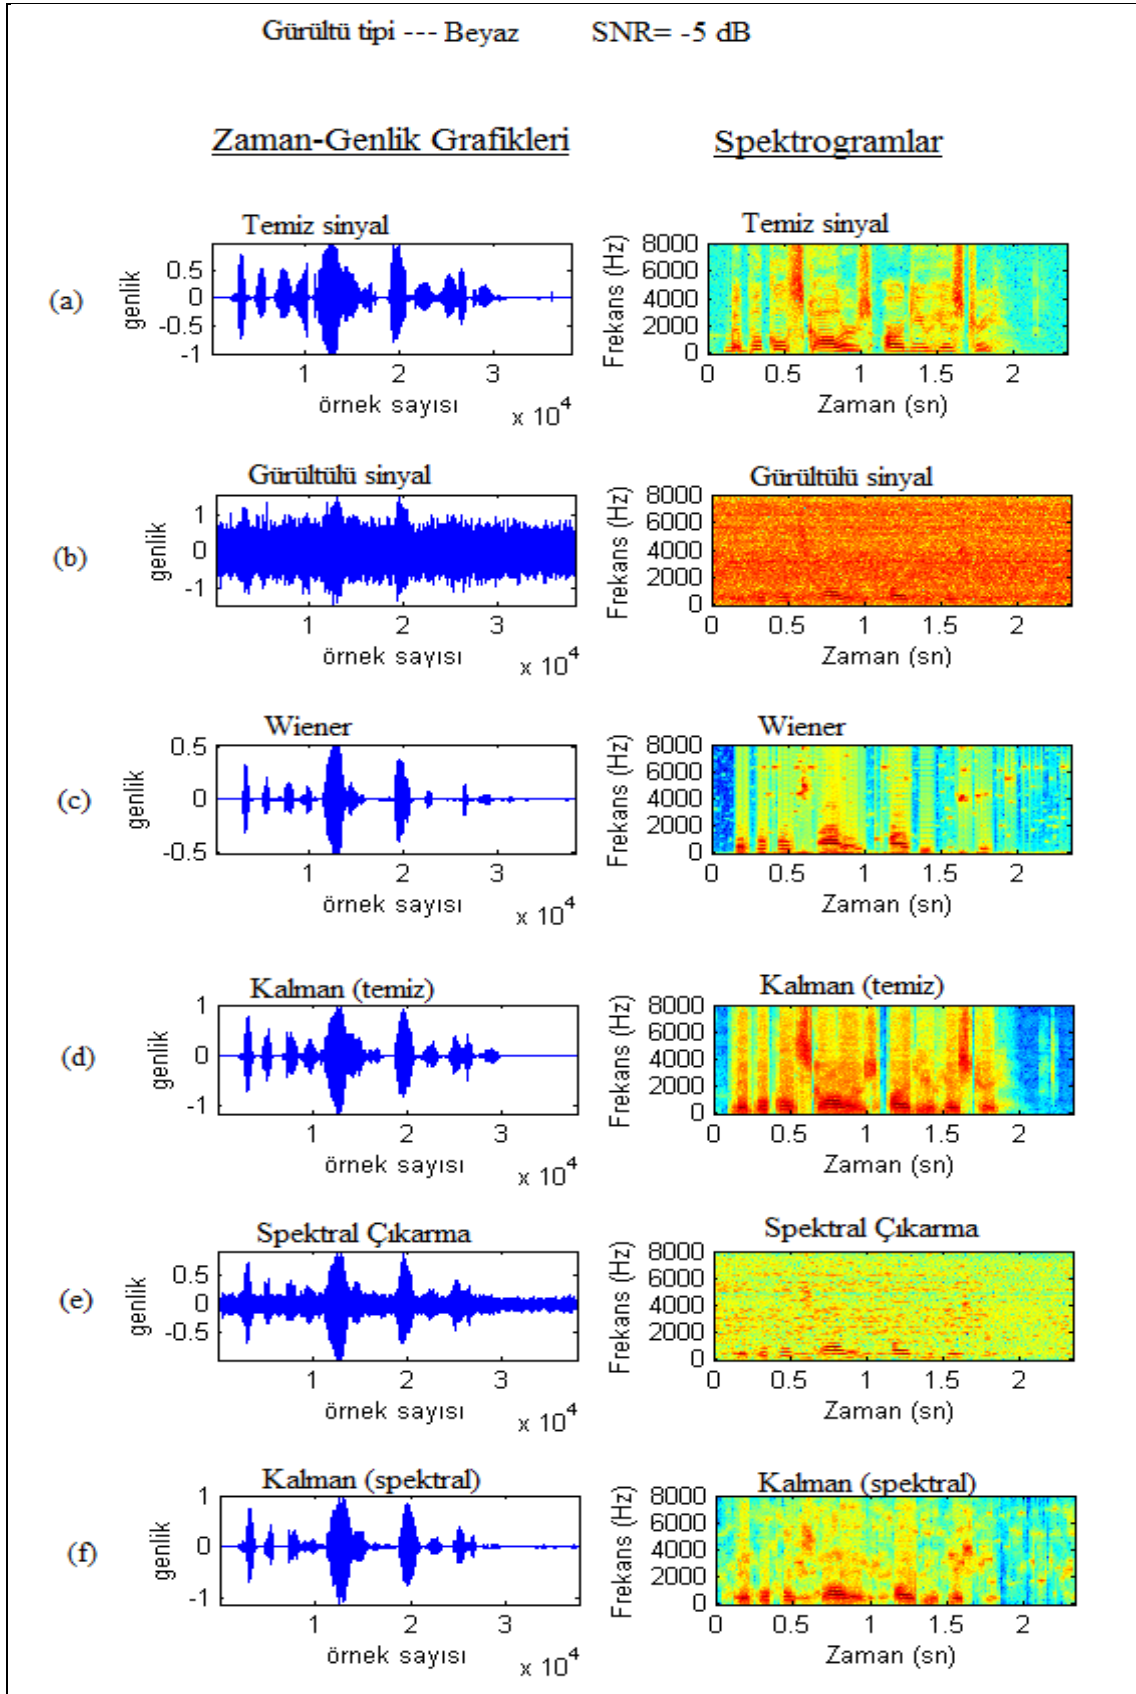 Gürültü tipi --- Beyaz SNR= -5 dB
Zaman-Genlik Grafikleri Spektrogramlar
(a)
Temiz sinyal
genlik
0.5
0
-0.5
-1
1 2 3
örnek sayısı
x 10^4
Temiz sinyal
Frekans (Hz)
8000
6000
4000
2000
0
0 0.5 1 1.5 2
Zaman (sn)
(b)
Gürültülü sinyal
genlik
1
0
-1
1 2 3
örnek sayısı
x 10^4
Gürültülü sinyal
Frekans (Hz)
8000
6000
4000
2000
0
0 0.5 1 1.5 2
Zaman (sn)
(c)
Wiener
genlik
0.5
0
-0.5
1 2 3
örnek sayısı
x 10^4
Wiener
Frekans (Hz)
8000
6000
4000
2000
0
0 0.5 1 1.5 2
Zaman (sn)
(d)
Kalman (temiz)
genlik
1
0
-1
1 2 3
örnek sayısı
x 10^4
Kalman (temiz)
Frekans (Hz)
8000
6000
4000
2000
0
0 0.5 1 1.5 2
Zaman (sn)
(e)
Spektral Çıkarma
genlik
0.5
0
-0.5
1 2 3
örnek sayısı
x 10^4
Spektral Çıkarma
Frekans (Hz)
8000
6000
4000
2000
0
0 0.5 1 1.5 2
Zaman (sn)
(f)
Kalman (spektral)
genlik
1
0
-1
1 2 3
örnek sayısı
x 10^4
Kalman (spektral)
Frekans (Hz)
8000
6000
4000
2000
0
0 0.5 1 1.5 2
Zaman (sn)